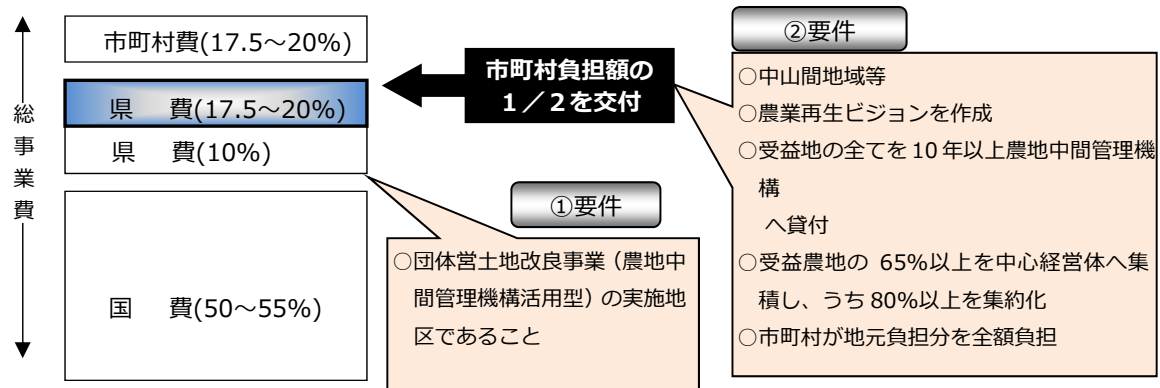 総事業費
市町村費(17.5～20%)
県　費(17.5～20%)
県　費(10%)
国　費(50～55%)
市町村負担額の
１／２を交付
①要件
○団体営土地改良事業（農地中
間管理機構活用型）の実施地
区であること
②要件
○中山間地域等
○農業再生ビジョンを作成
○受益地の全てを10年以上農地中間管理機
構
へ貸付
○受益農地の 65%以上を中心経営体へ集
積し、うち80%以上を集約化
○市町村が地元負担分を全額負担